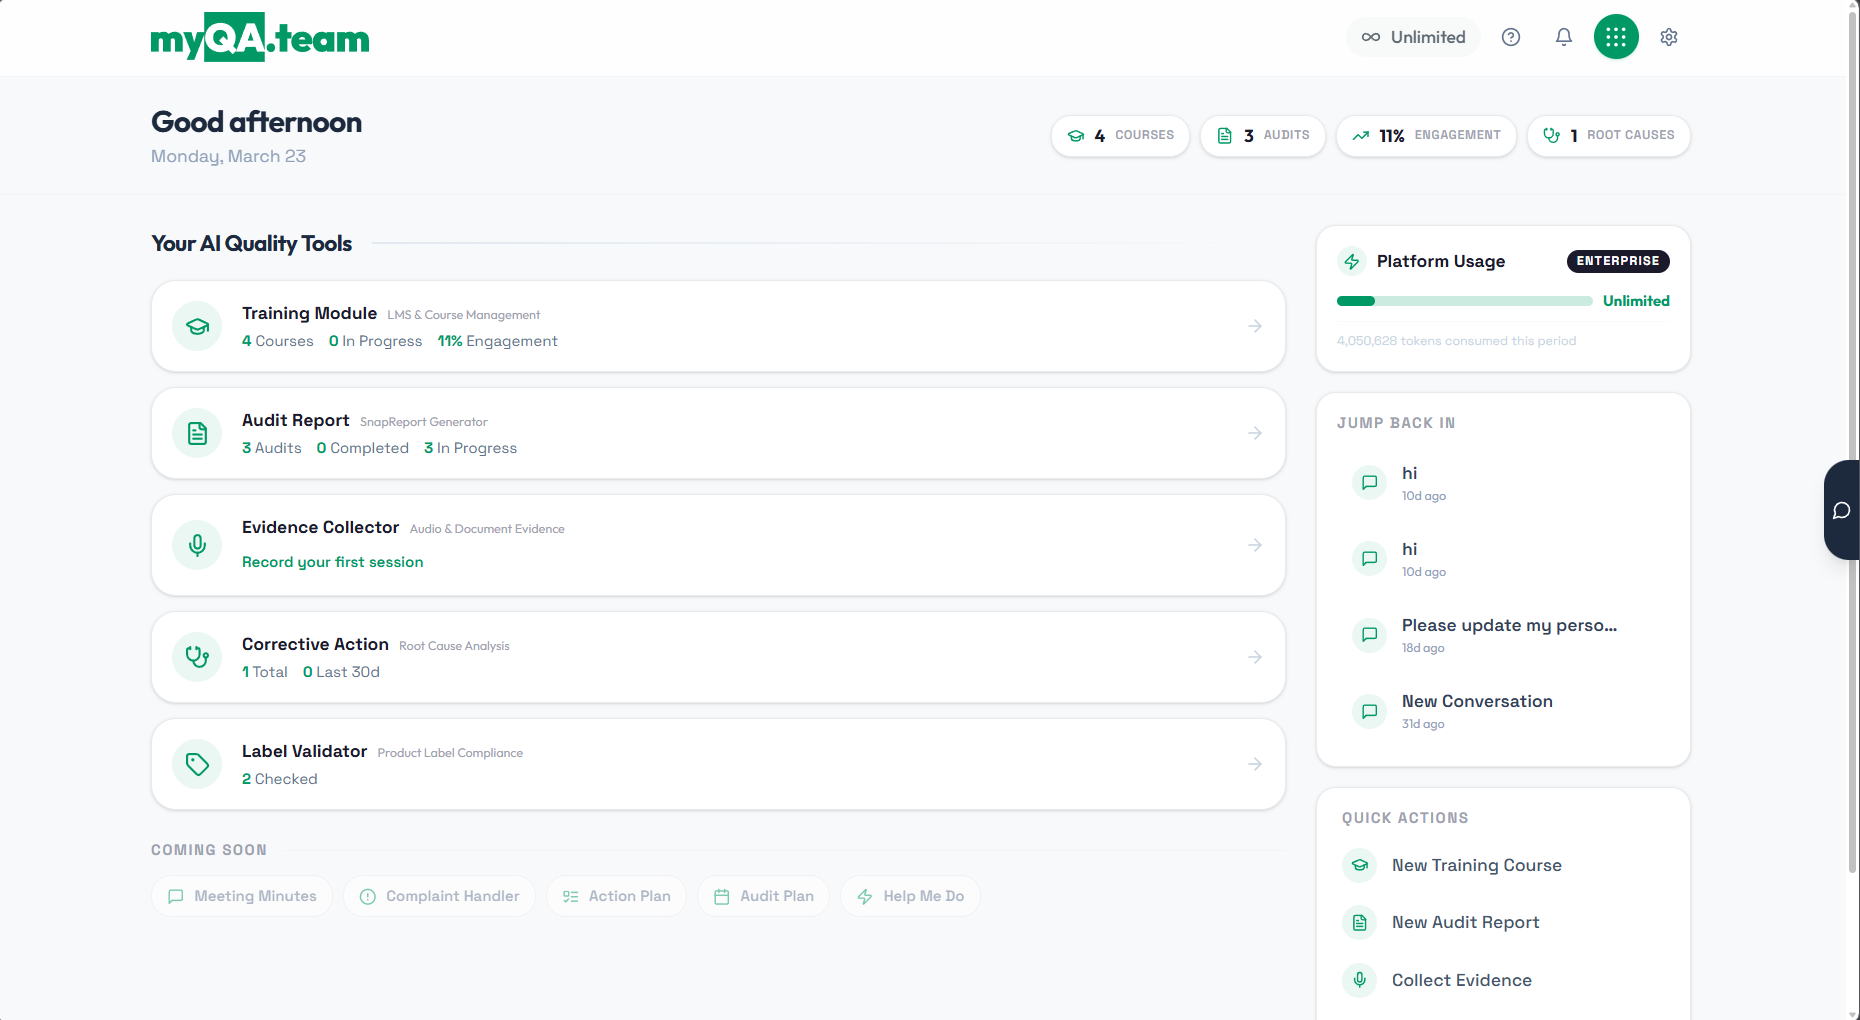 myQA.team
Unlimited
Good afternoon
Monday, March 23
4 COURSES
3 AUDITS
11% ENGAGEMENT
1 ROOT CAUSES
Your AI Quality Tools
Training Module LMS & Course Management
4 Courses 0 In Progress 11% Engagement
Audit Report SnapReport Generator
3 Audits 0 Completed 3 In Progress
Evidence Collector Audio & Document Evidence
Record your first session
Corrective Action Root Cause Analysis
1 Total 0 Last 30d
Label Validator Product Label Compliance
2 Checked
COMING SOON
Meeting Minutes
Complaint Handler
Action Plan
Audit Plan
Help Me Do
Platform Usage ENTERPRISE
Unlimited
4,050,628 tokens consumed this period
JUMP BACK IN
hi
10d ago
hi
10d ago
Please update my perso...
18d ago
New Conversation
31d ago
QUICK ACTIONS
New Training Course
New Audit Report
Collect Evidence